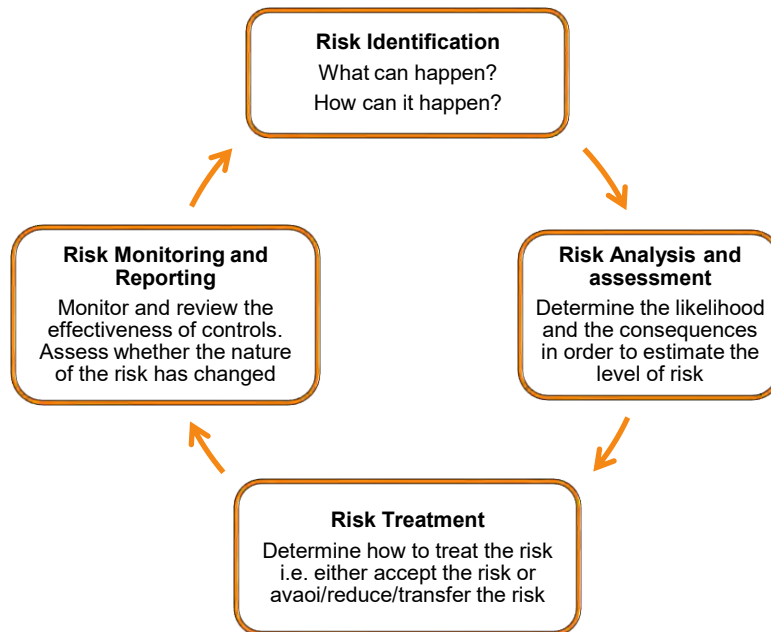 Risk Identification
What can happen?
How can it happen?
Risk Monitoring and
Reporting
Monitor and review the
effectiveness of controls.
Assess whether the nature
of the risk has changed
Risk Analysis and
assessment
Determine the likelihood
and the consequences
in order to estimate the
level of risk
Risk Treatment
Determine how to treat the risk
i.e. either accept the risk or
avaoi/reduce/transfer the risk